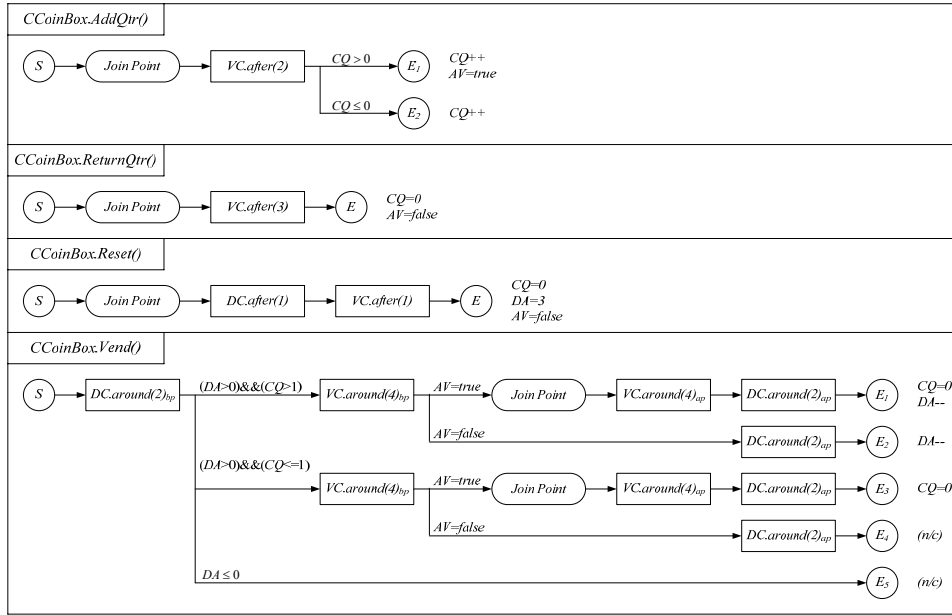 CCoinBox.AddQtr()
S Join Point VC.after(2) CQ > 0 E1 CQ++
AV=true
CQ ≤ 0 E2 CQ++
CCoinBox.ReturnQtr()
S Join Point VC.after(3) E CQ=0
AV=false
CCoinBox.Reset()
S Join Point DC.after(1) VC.after(1) E CQ=0
DA=3
AV=false
CCoinBox.Vend()
S DC.around(2)bp (DA>0)&&(CQ>1) VC.around(4)bp AV=true Join Point VC.around(4)ap DC.around(2)ap E1 CQ=0
DA--
AV=false DC.around(2)ap E2 DA--
(DA>0)&&(CQ<=1) VC.around(4)bp AV=true Join Point VC.around(4)ap DC.around(2)ap E3 CQ=0
AV=false DC.around(2)ap E4 (n/c)
DA ≤ 0 E5 (n/c)